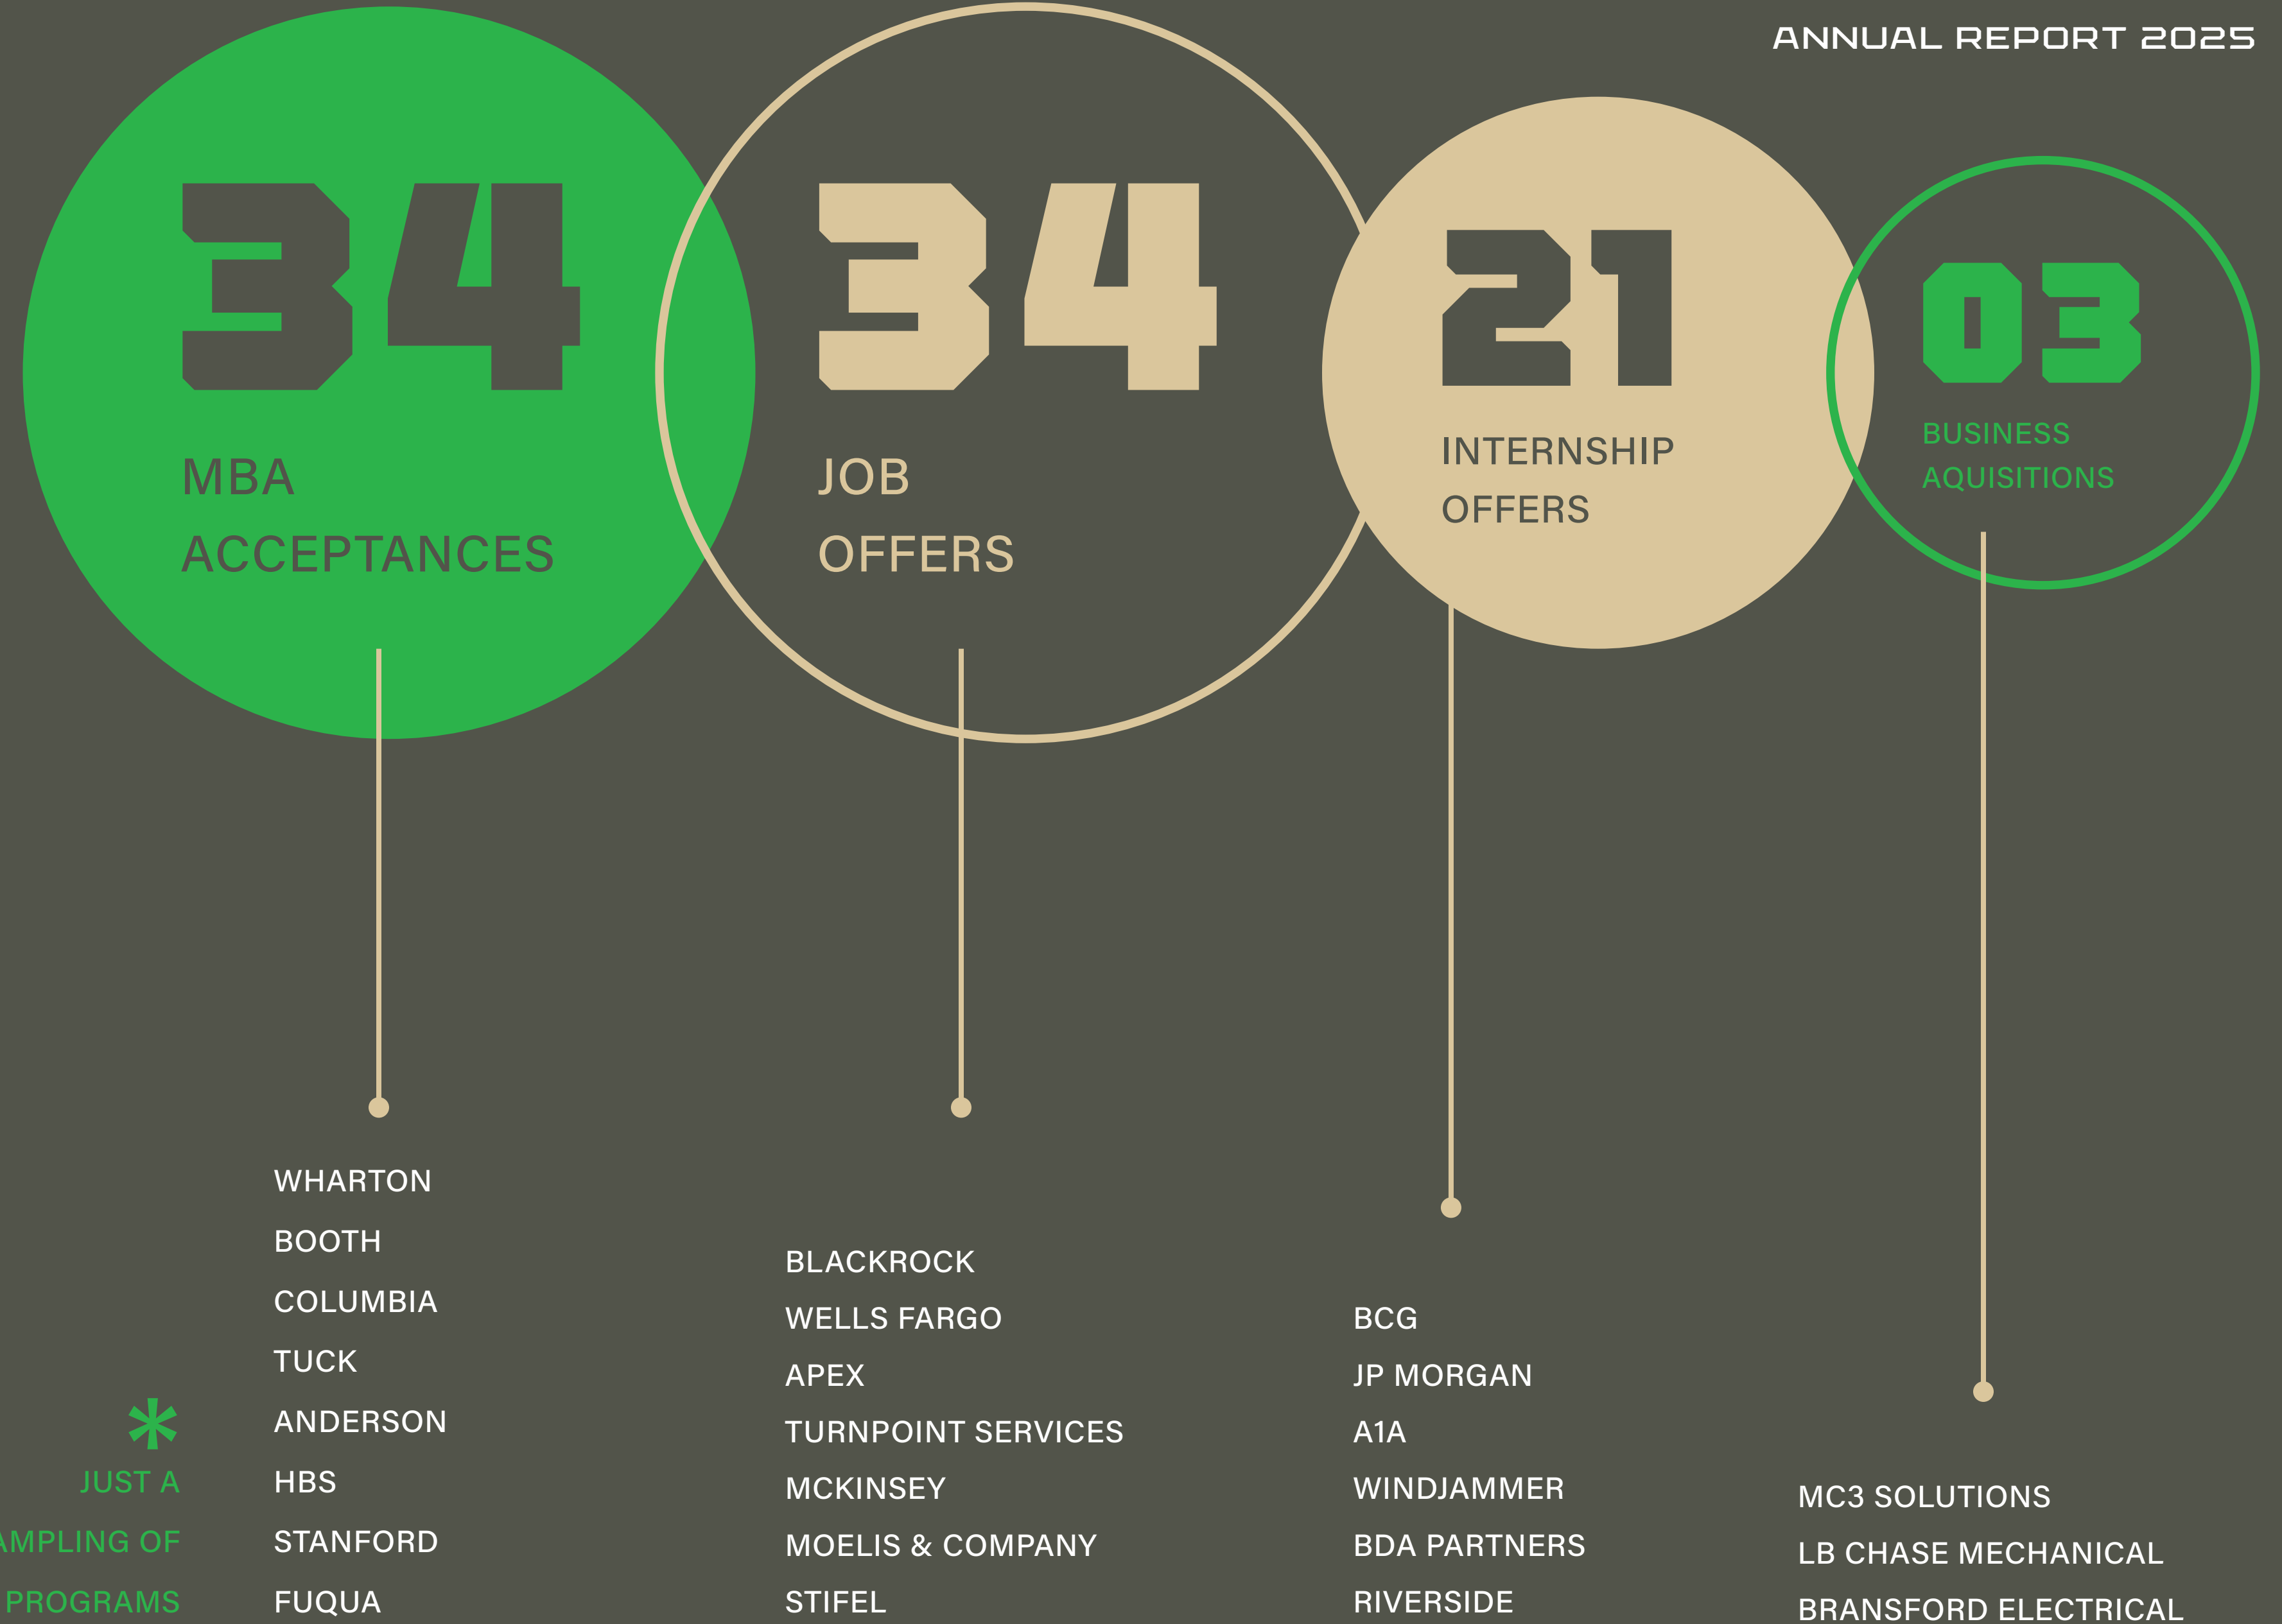 ANNUAL REPORT 2025
34
MBA
ACCEPTANCES
34
JOB
OFFERS
21
INTERNSHIP
OFFERS
03
BUSINESS
AQUISITIONS
*
JUST A
AMPLING OF
PROGRAMS
WHARTON
BOOTH
COLUMBIA
TUCK
ANDERSON
HBS
STANFORD
FUQUA
BLACKROCK
WELLS FARGO
APEX
TURNPOINT SERVICES
MCKINSEY
MOELIS & COMPANY
STIFEL
BCG
JP MORGAN
A1A
WINDJAMMER
BDA PARTNERS
RIVERSIDE
MC3 SOLUTIONS
LB CHASE MECHANICAL
BRANSFORD ELECTRICAL